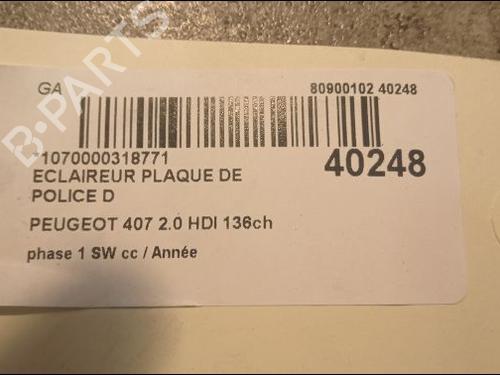 GA
80900102 40248
1070000318771
40248
ECLAIREUR PLAQUE DE
POLICE D
PEUGEOT 407 2.0 HDI 136ch
phase 1 SW cc / Année
B-PARTS